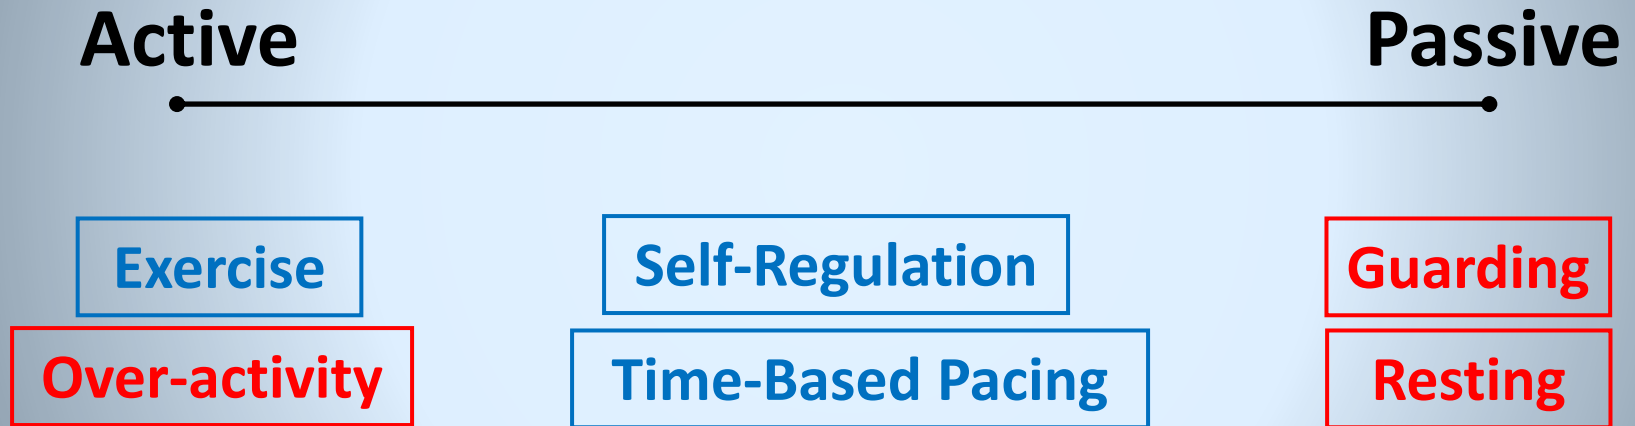 Active Passive
Exercise Self-Regulation Guarding
Over-activity Time-Based Pacing Resting